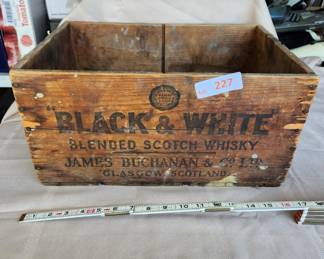 227
"BLACK & WHITE"
BLENDED SCOTCH WHISKY
JAMES BUCHANAN & Co LTD
GLASGOW, SCOTLAND